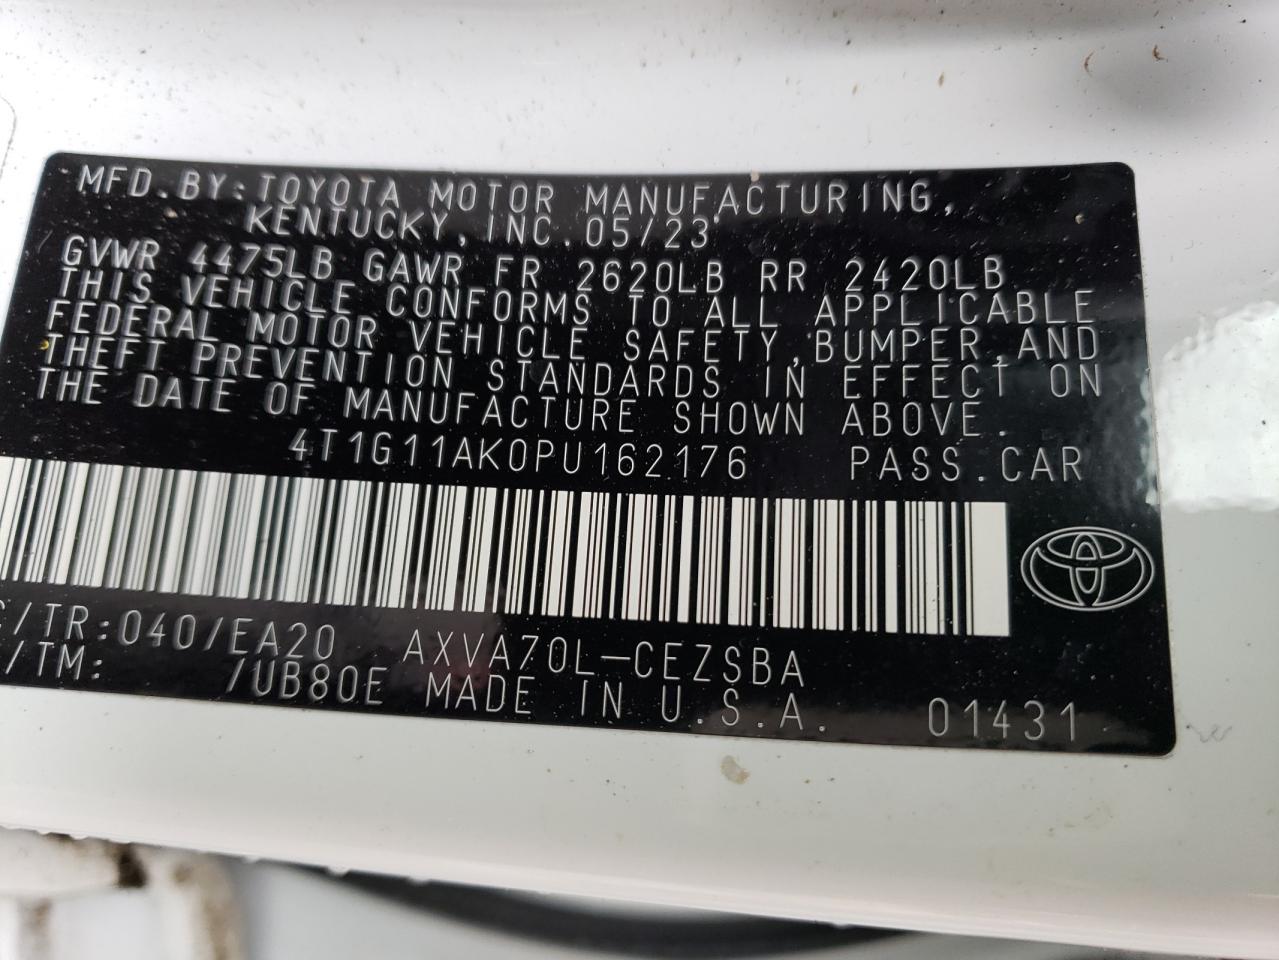 MFD. BY: TOYOTA MOTOR MANUFACTURING,
KENTUCKY, INC. 05/23
GVWR 4475LB GAWR FR 2620LB RR 2420LB
THIS VEHICLE CONFORMS TO ALL APPLICABLE
FEDERAL MOTOR VEHICLE SAFETY, BUMPER, AND
THEFT PREVENTION STANDARDS IN EFFECT ON
THE DATE OF MANUFACTURE SHOWN ABOVE.
4T1G11AK0PU162176 PASS. CAR
/TR: 040/EA20 AXVA70L-CEZSBA
/TM: /UB80E MADE IN U.S.A. 01431